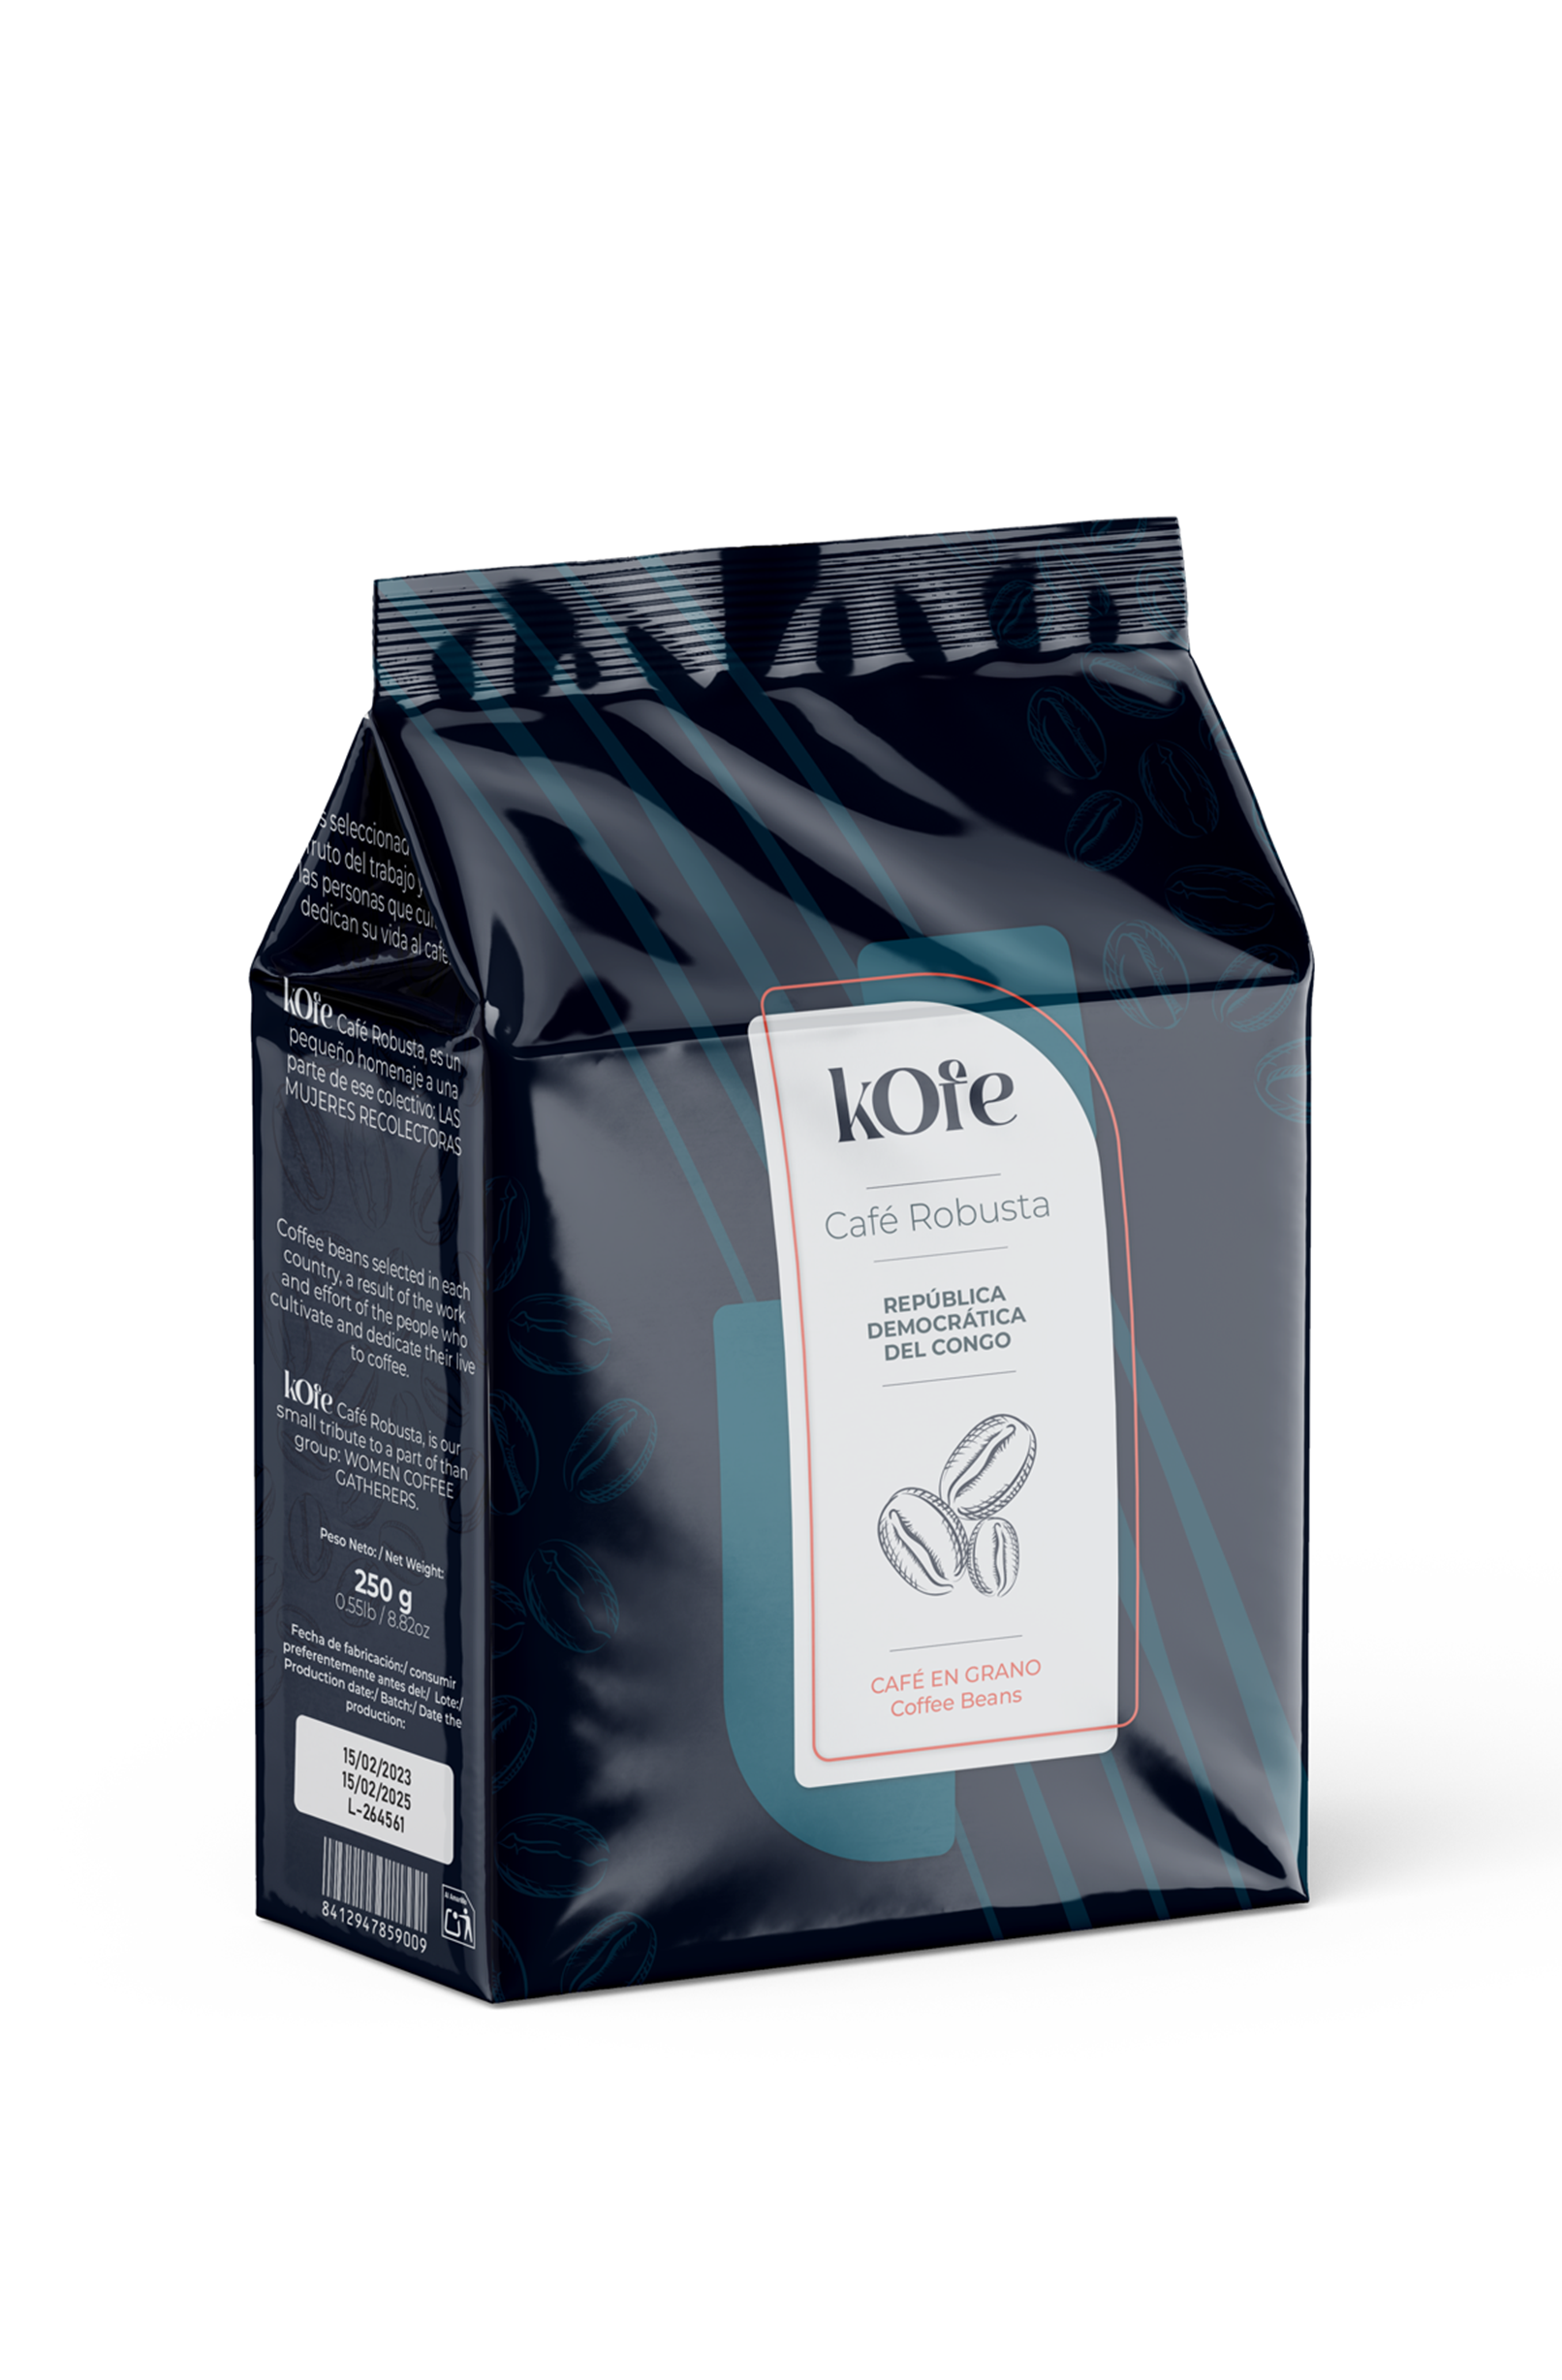 kOfe
Café Robusta
REPÚBLICA
DEMOCRÁTICA
DEL CONGO
CAFÉ EN GRANO
Coffee Beans
seleccionad
del trabajo y
las personas que
dedican su vida al café.
kOfe Café Robusta, es un
pequeño homenaje a una
parte de ese colectivo: LAS
MUJERES RECOLECTORAS
Coffee beans selected in each
country, a result of the work
and effort of the people who
cultivate and dedicate their live
to coffee.
kOfe Café Robusta, is our
small tribute to a part of than
group: WOMEN COFFEE
GATHERERS.
Peso Neto: / Net Weight:
250 g
0.55lb / 8.82oz
Fecha de fabricación:/ consumir
preferentemente antes del:/ Lote:/
Production date:/ Batch:/ Date the
production:
15/02/2023
15/02/2025
L-264561
8412947859009
Al Amarillo